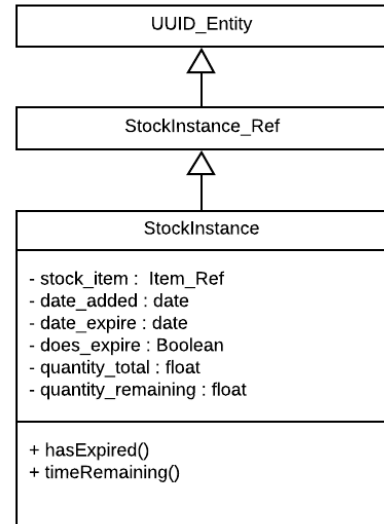 UUID_Entity
StockInstance_Ref
StockInstance
- stock_item : Item_Ref
- date_added : date
- date_expire : date
- does_expire : Boolean
- quantity_total : float
- quantity_remaining : float
+ hasExpired()
+ timeRemaining()